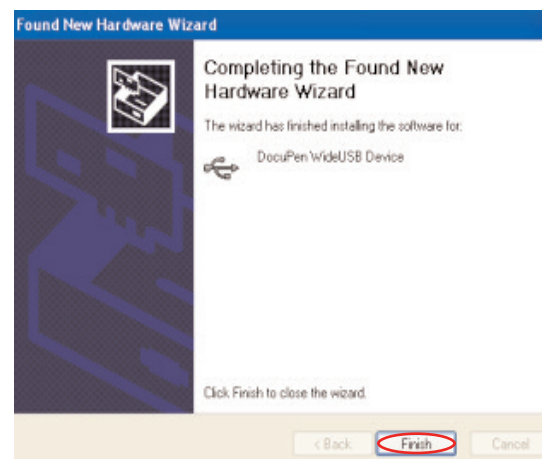 Found New Hardware Wizard
Completing the Found New
Hardware Wizard
The wizard has finished installing the software for:
DocuPen WideUSB Device
Click Finish to close the wizard.
< Back
Finish
Cancel